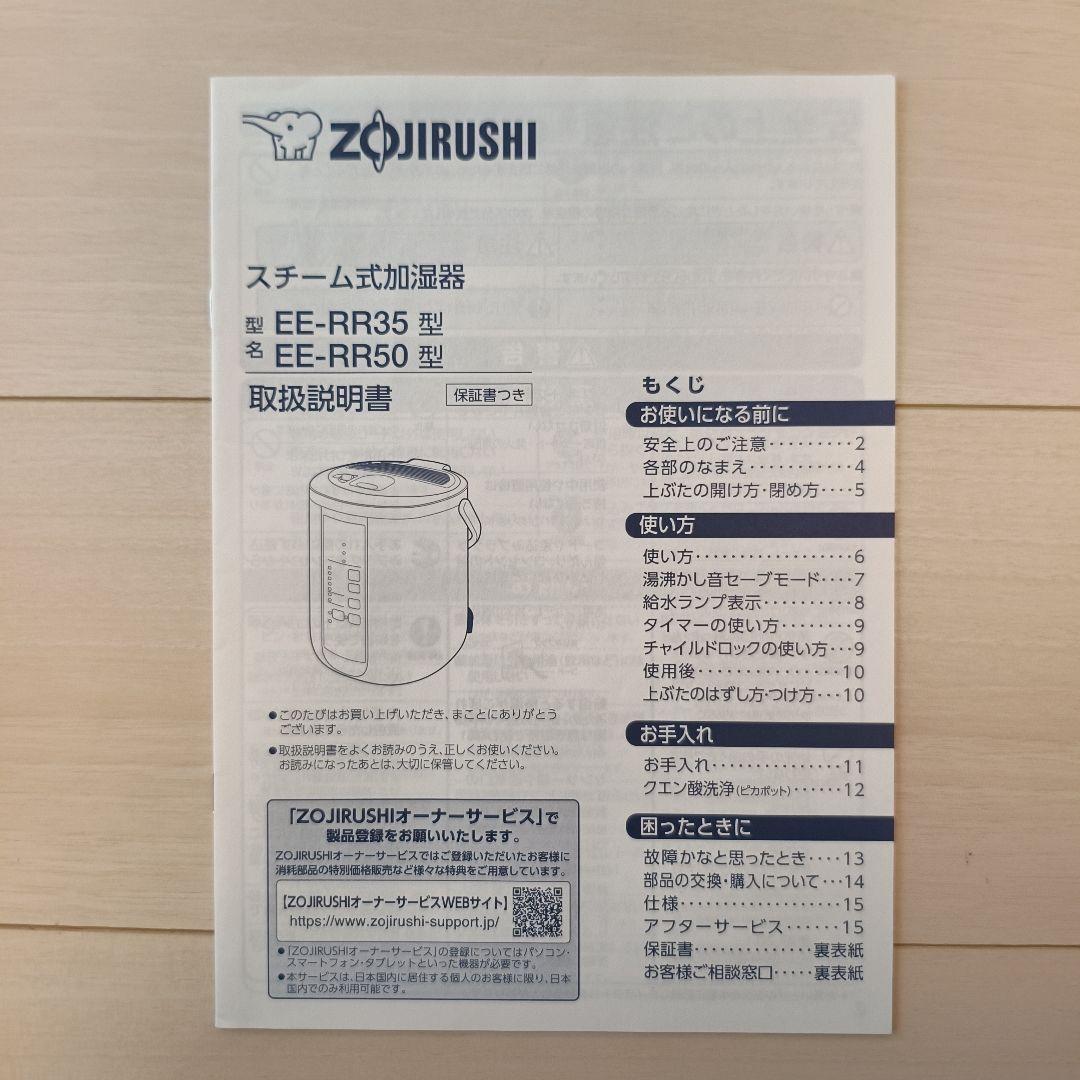 ZOJIRUSHI
スチーム式加湿器
型名 EE-RR35 型
EE-RR50 型
取扱説明書 保証書つき
●このたびはお買い上げいただき、まことにありがとう
ございます。
●取扱説明書をよくお読みのうえ、正しくお使いください。
お読みになったあとは、大切に保管してください。
「ZOJIRUSHIオーナーサービス」で
製品登録をお願いいたします。
ZOJIRUSHIオーナーサービスではご登録いただいたお客様に
消耗部品の特別価格販売など様々な特典をご用意しています。
【ZOJIRUSHIオーナーサービスWEBサイト】
https://www.zojirushi-support.jp/
●「ZOJIRUSHIオーナーサービス」の登録についてはパソコン・
スマートフォン・タブレットといった機器が必要です。
●本サービスは、日本国内に居住する個人のお客様に限り、日本
国内でのみ利用可能です。
もくじ
お使いになる前に
安全上のご注意・・・・・・・・・2
各部のなまえ・・・・・・・・・・・4
上ぶたの開け方・閉め方・・・・5
使い方
使い方・・・・・・・・・・・・・・・・・・6
湯沸かし音セーブモード・・・・7
給水ランプ表示・・・・・・・・・・8
タイマーの使い方・・・・・・・・9
チャイルドロックの使い方・・・9
使用後・・・・・・・・・・・・・・・・10
上ぶたのはずし方・つけ方・・・10
お手入れ
お手入れ・・・・・・・・・・・・・・・11
クエン酸洗浄(ピカポット)・・・・・・12
困ったときに
故障かなと思ったとき・・・・13
部品の交換・購入について・・・14
仕様・・・・・・・・・・・・・・・・・・15
アフターサービス・・・・・・15
保証書・・・・・・・・・・・・・・裏表紙
お客様ご相談窓口・・・・・裏表紙